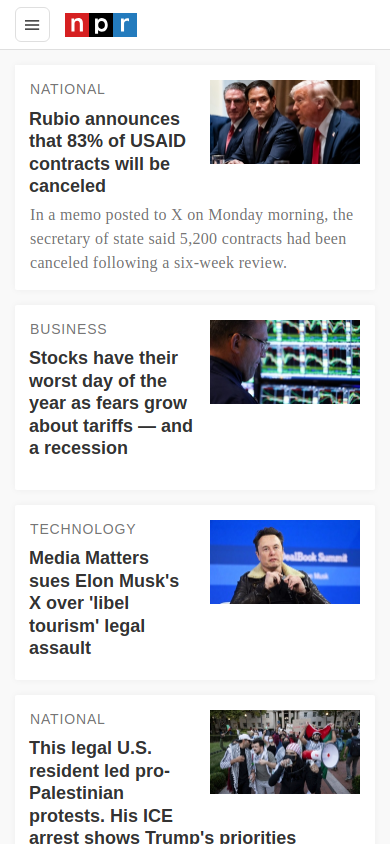 npr
NATIONAL
Rubio announces
that 83% of USAID
contracts will be
canceled
In a memo posted to X on Monday morning, the
secretary of state said 5,200 contracts had been
canceled following a six-week review.
BUSINESS
Stocks have their
worst day of the
year as fears grow
about tariffs — and
a recession
TECHNOLOGY
Media Matters
sues Elon Musk's
X over 'libel
tourism' legal
assault
DealBook Summit
Musk
NATIONAL
This legal U.S.
resident led pro-
Palestinian
protests. His ICE
arrest shows Trump's priorities